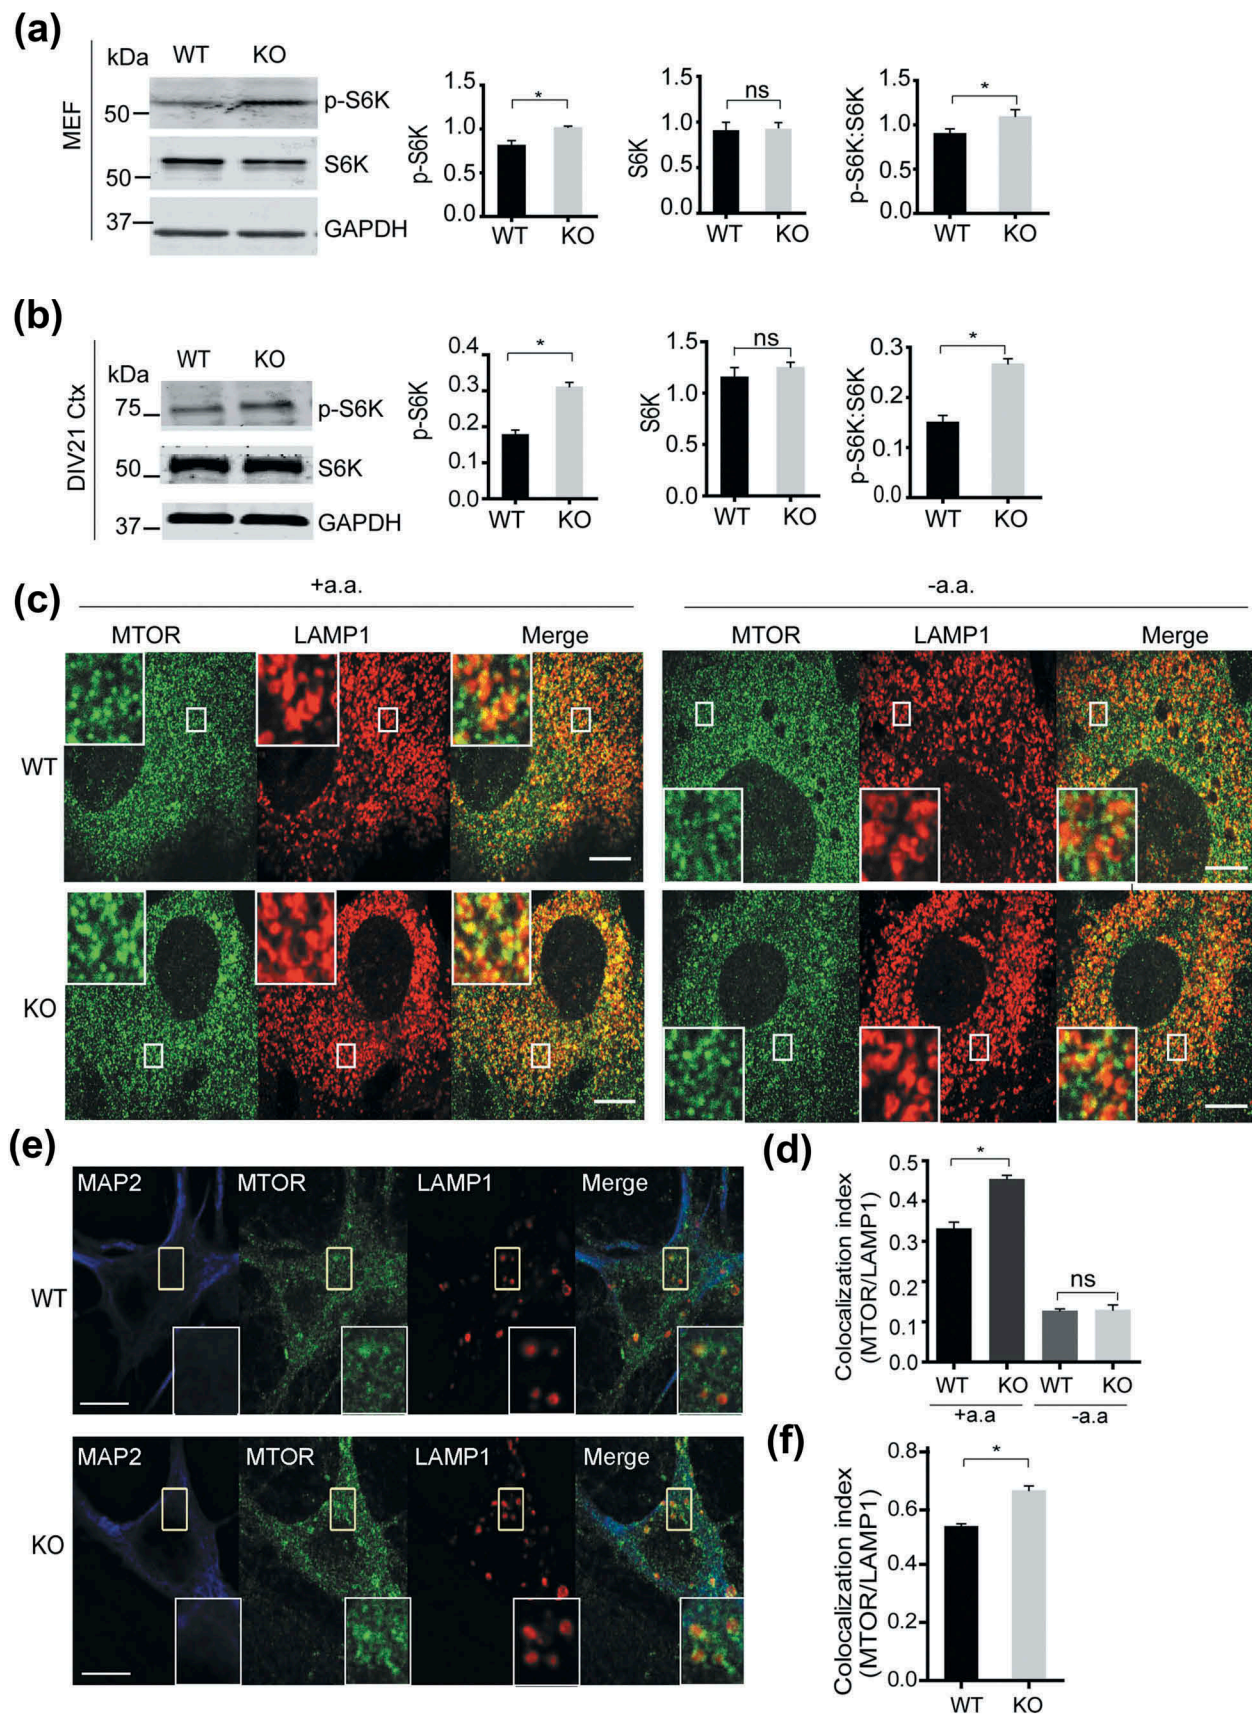 (a)
MEF
kDa WT KO
50 p-S6K
50 S6K
37 GAPDH
p-S6K
1.5
1.0
0.5
0.0
*
WT KO
S6K
1.5
1.0
0.5
0.0
ns
WT KO
p-S6K:S6K
1.5
1.0
0.5
0.0
*
WT KO
(b)
DIV21 Ctx
kDa WT KO
75 p-S6K
50 S6K
37 GAPDH
p-S6K
0.4
0.3
0.2
0.1
0.0
*
WT KO
S6K
1.5
1.0
0.5
0.0
ns
WT KO
p-S6K:S6K
0.3
0.2
0.1
0.0
*
WT KO
(c)
+a.a.
-a.a.
MTOR LAMP1 Merge
MTOR LAMP1 Merge
WT
KO
(e)
MAP2 MTOR LAMP1 Merge
WT
MAP2 MTOR LAMP1 Merge
KO
(d)
Colocalization index
(MTOR/LAMP1)
0.5
0.4
0.3
0.2
0.1
0.0
*
ns
WT KO WT KO
+a.a -a.a
(f)
Colocalization index
(MTOR/LAMP1)
0.8
0.6
0.4
0.2
0.0
*
WT KO